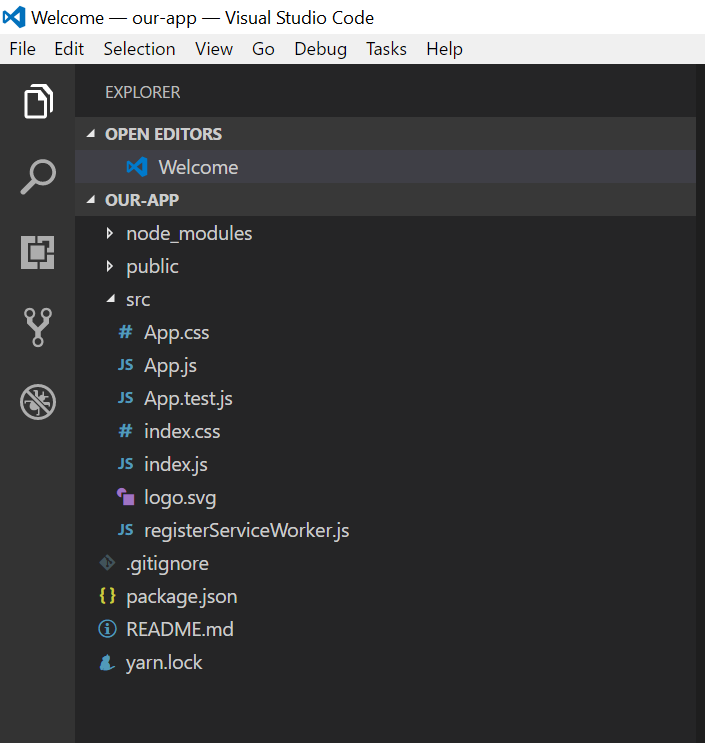 Welcome — our-app — Visual Studio Code
File Edit Selection View Go Debug Tasks Help
EXPLORER
OPEN EDITORS
Welcome
OUR-APP
node_modules
public
src
# App.css
JS App.js
JS App.test.js
# index.css
JS index.js
logo.svg
JS registerServiceWorker.js
.gitignore
{} package.json
README.md
yarn.lock